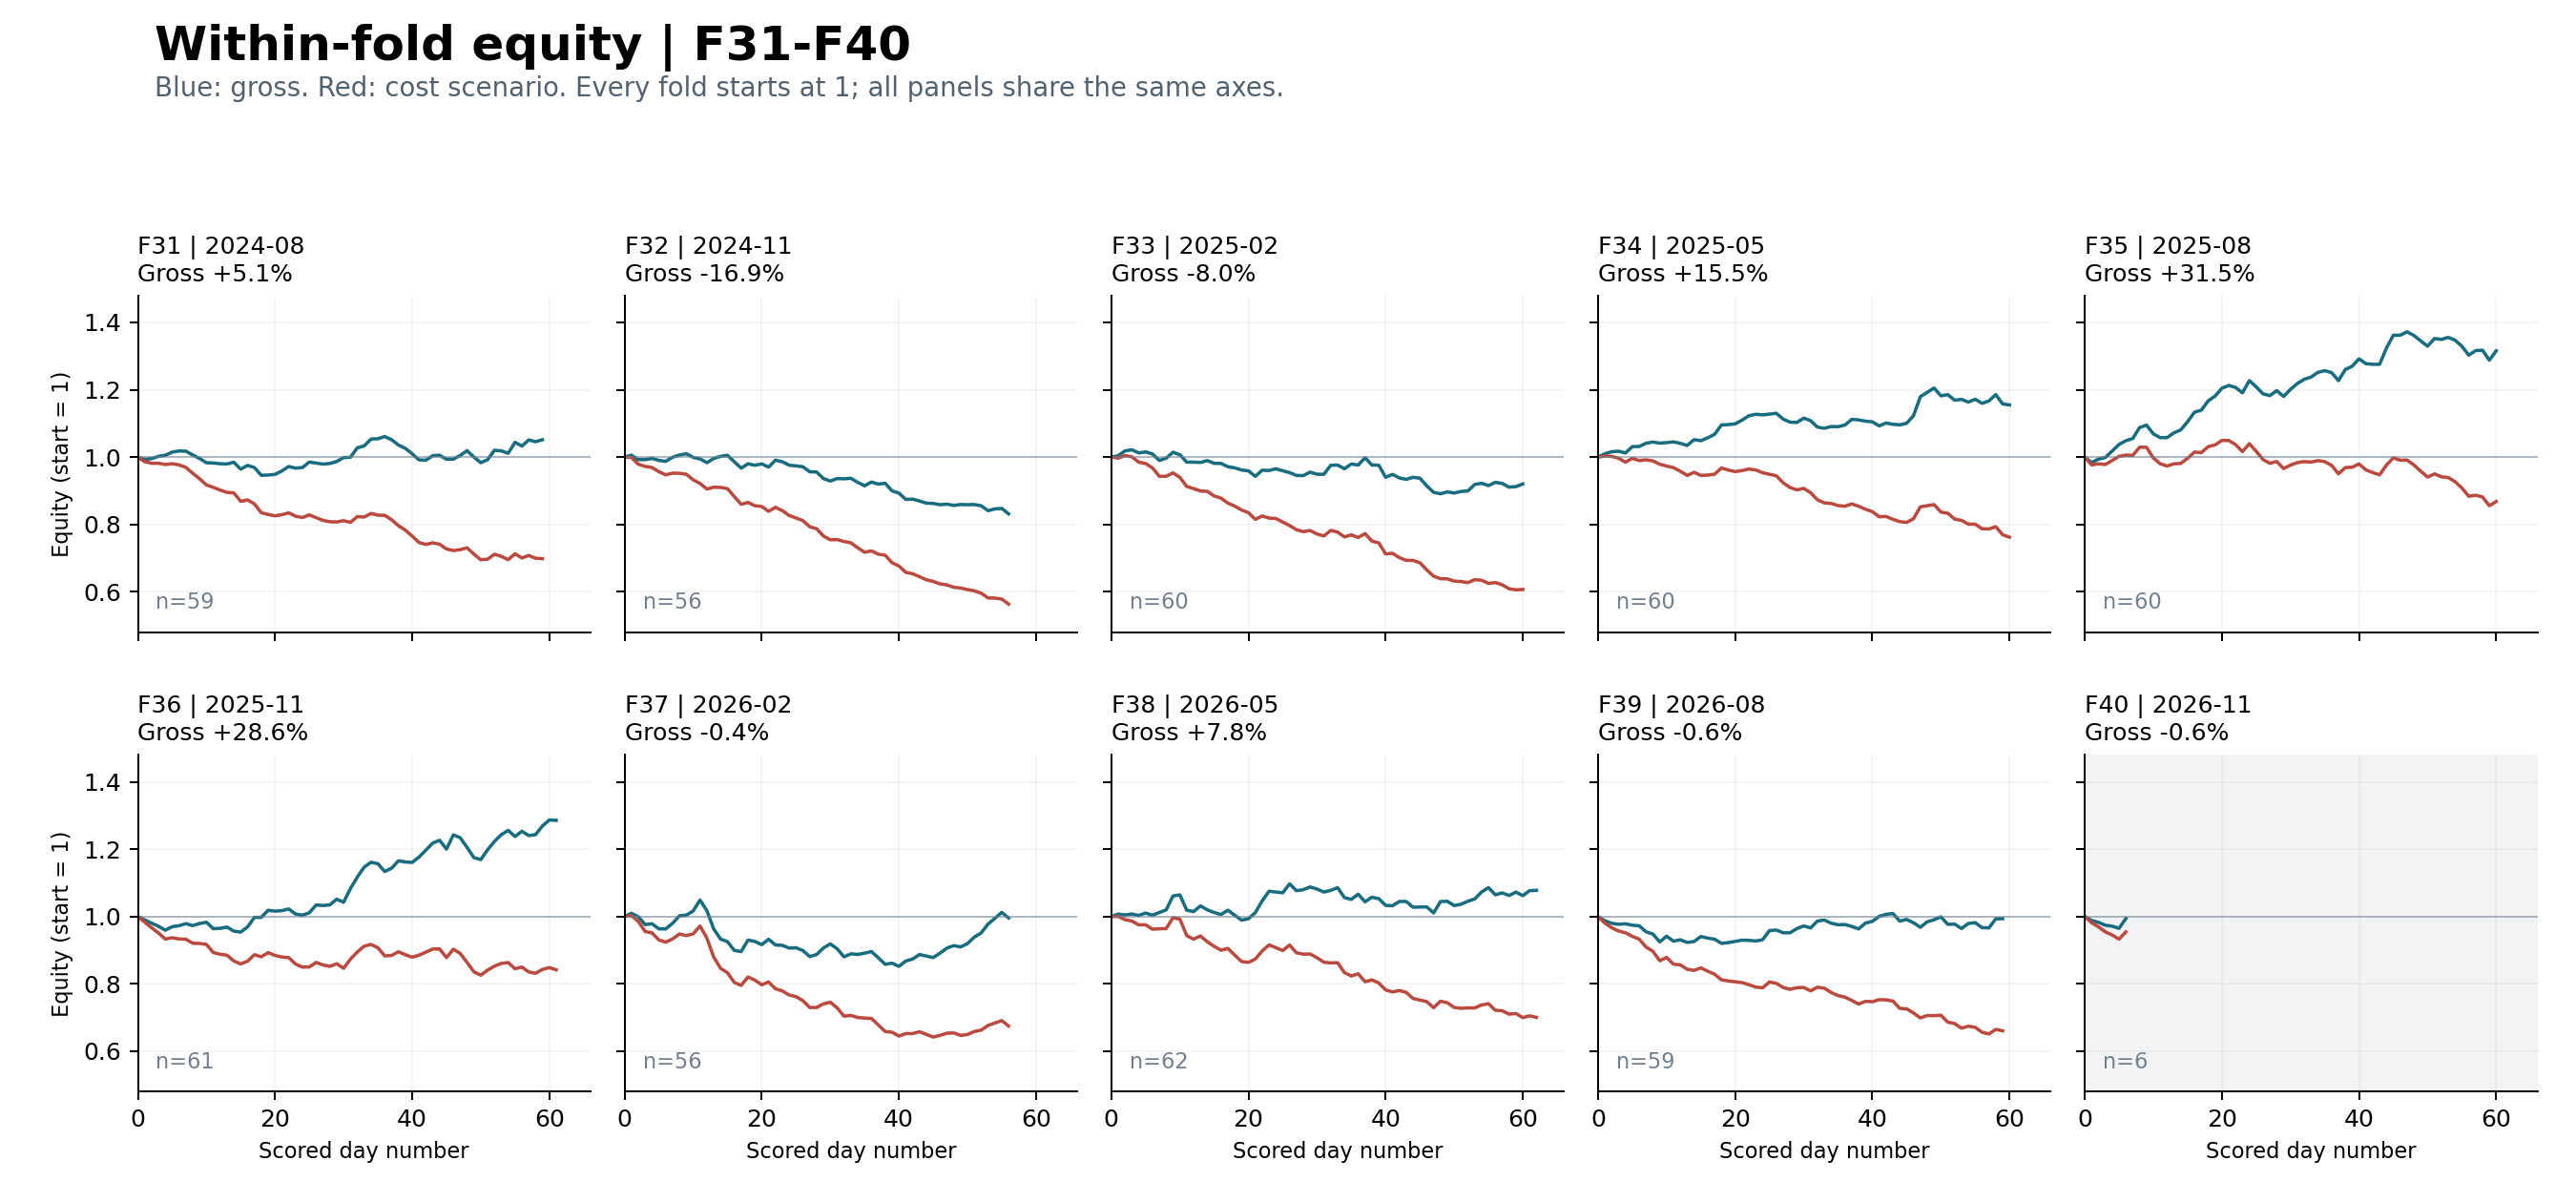 Within-fold equity | F31-F40
Blue: gross. Red: cost scenario. Every fold starts at 1; all panels share the same axes.
F31 | 2024-08
Gross +5.1%
F32 | 2024-11
Gross -16.9%
F33 | 2025-02
Gross -8.0%
F34 | 2025-05
Gross +15.5%
F35 | 2025-08
Gross +31.5%
Equity (start = 1)
1.4
1.2
1.0
0.8
0.6
n=59
n=56
n=60
n=60
n=60
F36 | 2025-11
Gross +28.6%
F37 | 2026-02
Gross -0.4%
F38 | 2026-05
Gross +7.8%
F39 | 2026-08
Gross -0.6%
F40 | 2026-11
Gross -0.6%
Equity (start = 1)
1.4
1.2
1.0
0.8
0.6
n=61
n=56
n=62
n=59
n=6
0 20 40 60
0 20 40 60
0 20 40 60
0 20 40 60
0 20 40 60
Scored day number
Scored day number
Scored day number
Scored day number
Scored day number